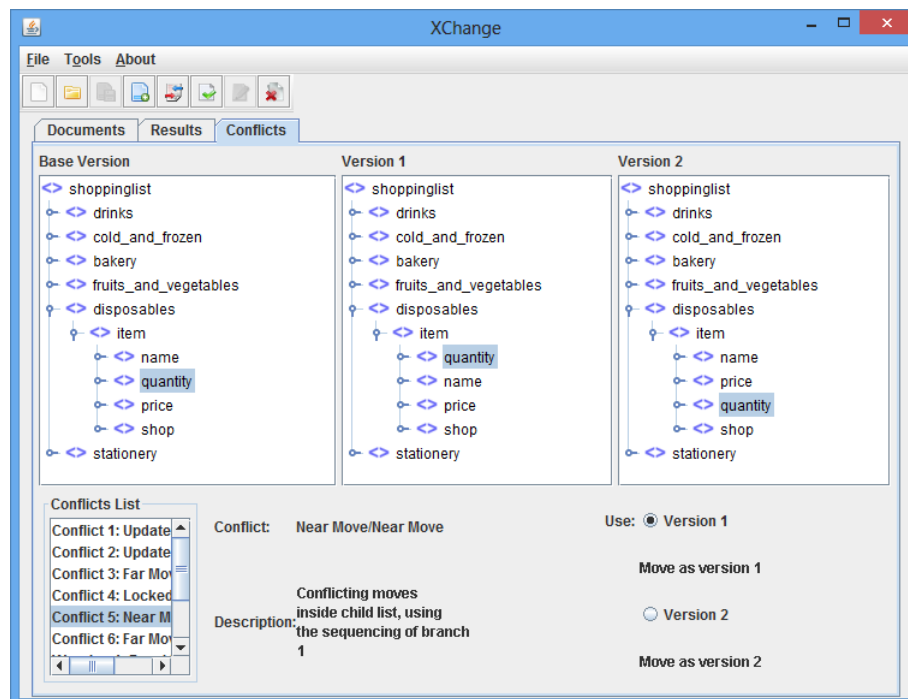 XChange
File Tools About
Documents Results Conflicts
Base Version
<> shoppinglist
<> drinks
<> cold_and_frozen
<> bakery
<> fruits_and_vegetables
<> disposables
<> item
<> name
<> quantity
<> price
<> shop
<> stationery
Version 1
<> shoppinglist
<> drinks
<> cold_and_frozen
<> bakery
<> fruits_and_vegetables
<> disposables
<> item
<> quantity
<> name
<> price
<> shop
<> stationery
Version 2
<> shoppinglist
<> drinks
<> cold_and_frozen
<> bakery
<> fruits_and_vegetables
<> disposables
<> item
<> name
<> price
<> quantity
<> shop
<> stationery
Conflicts List
Conflict 1: Update
Conflict 2: Update
Conflict 3: Far Mov
Conflict 4: Locked
Conflict 5: Near M
Conflict 6: Far Mov
Conflict: Near Move/Near Move
Description: Conflicting moves
inside child list, using
the sequencing of branch
1
Use: Version 1
Move as version 1
Version 2
Move as version 2